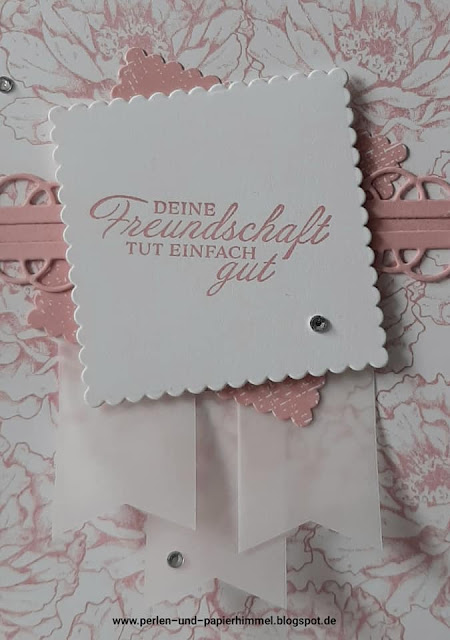 DEINE
Freundschaft
TUT EINFACH
gut
www.perlen-und-papierhimmel.blogspot.de